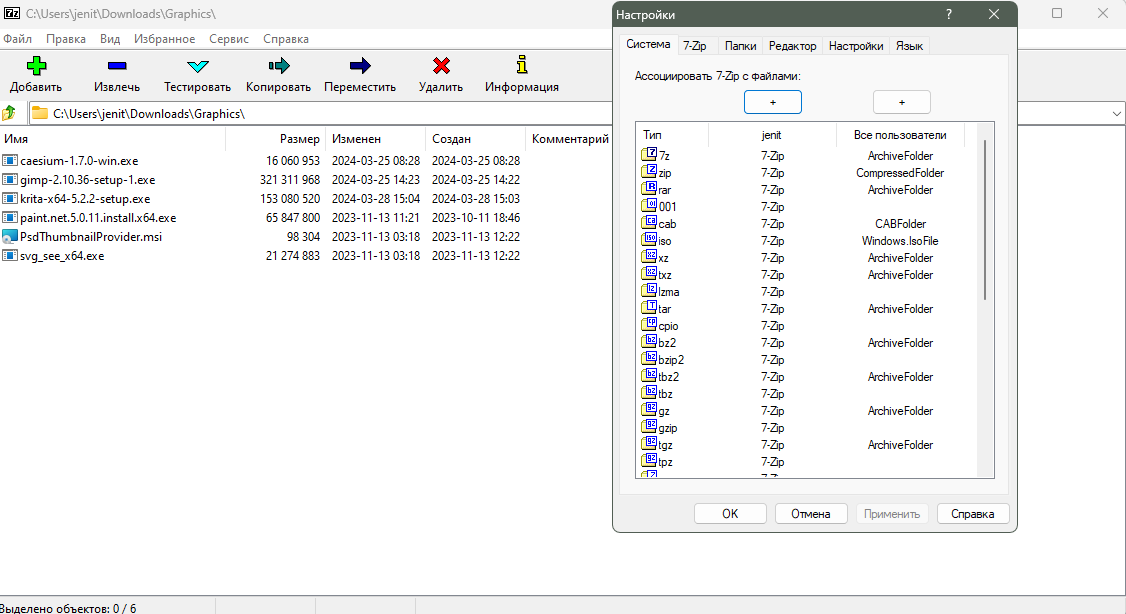 C:\Users\jenit\Downloads\Graphics\
Файл Правка Вид Избранное Сервис Справка
Добавить Извлечь Тестировать Копировать Переместить Удалить Информация
C:\Users\jenit\Downloads\Graphics\
Имя Размер Изменен Создан Комментарий
caesium-1.7.0-win.exe 16 060 953 2024-03-25 08:28 2024-03-25 08:28
gimp-2.10.36-setup-1.exe 321 311 968 2024-03-25 14:23 2024-03-25 14:22
krita-x64-5.2.2-setup.exe 153 080 520 2024-03-28 15:04 2024-03-28 15:03
paint.net.5.0.11.install.x64.exe 65 847 800 2023-11-13 11:21 2023-10-11 18:46
PsdThumbnailProvider.msi 98 304 2023-11-13 03:18 2023-11-13 12:22
svg_see_x64.exe 21 274 883 2023-11-13 03:18 2023-11-13 12:22
Выделено объектов: 0 / 6
Настройки ?
Система 7-Zip Папки Редактор Настройки Язык
Ассоциировать 7-Zip с файлами:
+ +
Тип jenit Все пользователи
7z 7-Zip ArchiveFolder
zip 7-Zip CompressedFolder
rar 7-Zip ArchiveFolder
001 7-Zip
cab 7-Zip CABFolder
iso 7-Zip Windows.IsoFile
xz 7-Zip ArchiveFolder
txz 7-Zip ArchiveFolder
lzma 7-Zip
tar 7-Zip ArchiveFolder
cpio 7-Zip
bz2 7-Zip ArchiveFolder
bzip2 7-Zip
tbz2 7-Zip ArchiveFolder
tbz 7-Zip
gz 7-Zip ArchiveFolder
gzip 7-Zip
tgz 7-Zip ArchiveFolder
tpz 7-Zip
OK Отмена Применить Справка